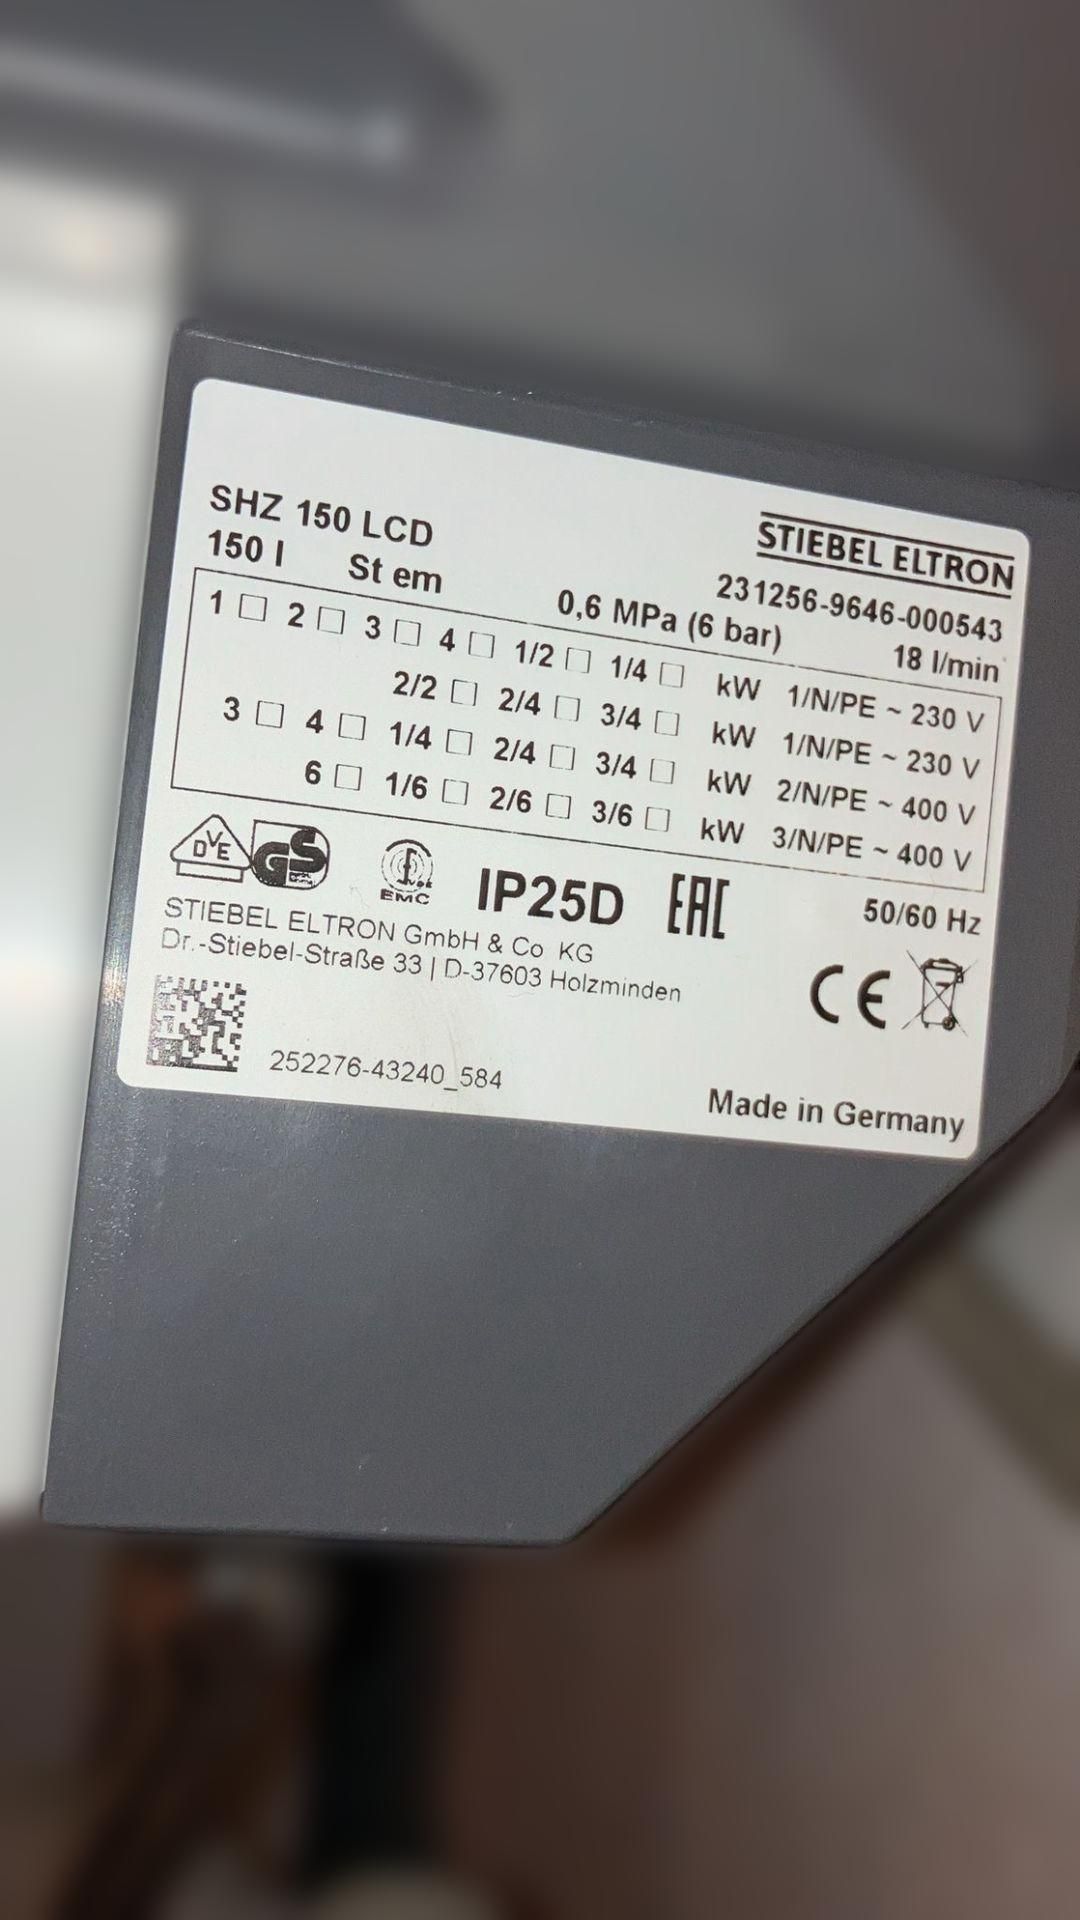 SHZ 150 LCD
STIEBEL ELTRON
231256-9646-000543
150 l St em 0,6 MPa (6 bar) 18 l/min
1 □ 2 □ 3 □ 4 □ 1/2 □ 1/4 □ kW 1/N/PE ~ 230 V
2/2 □ 2/4 □ 3/4 □ kW 1/N/PE ~ 230 V
3 □ 4 □ 1/4 □ 2/4 □ 3/4 □ kW 2/N/PE ~ 400 V
6 □ 1/6 □ 2/6 □ 3/6 □ kW 3/N/PE ~ 400 V
DVE GS EMC IP25D EAC 50/60 Hz
STIEBEL ELTRON GmbH & Co KG
Dr.-Stiebel-Straße 33 | D-37603 Holzminden
CE
252276-43240_584
Made in Germany